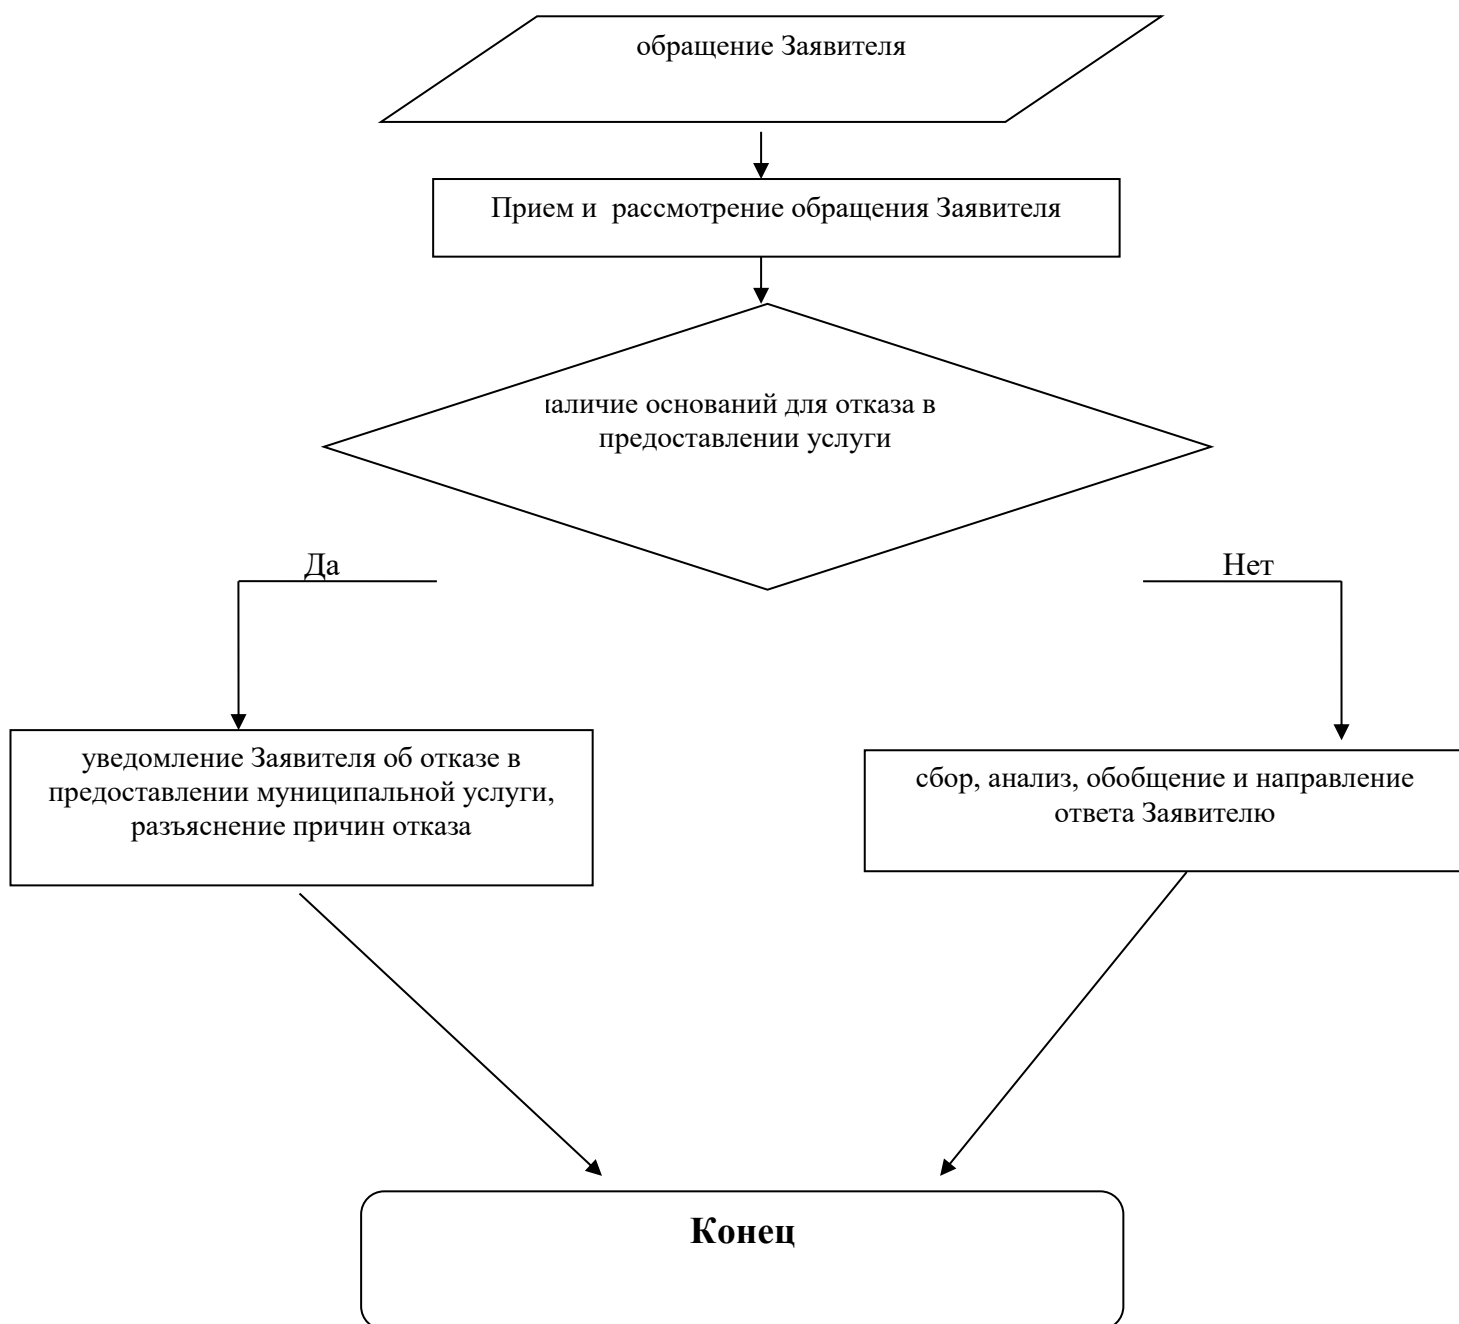 обращение Заявителя
Прием и  рассмотрение обращения Заявителя
аличие оснований для отказа в
предоставлении услуги
Да
Нет
уведомление Заявителя об отказе в
предоставлении муниципальной услуги,
разъяснение причин отказа
сбор, анализ, обобщение и направление
ответа Заявителю
Конец